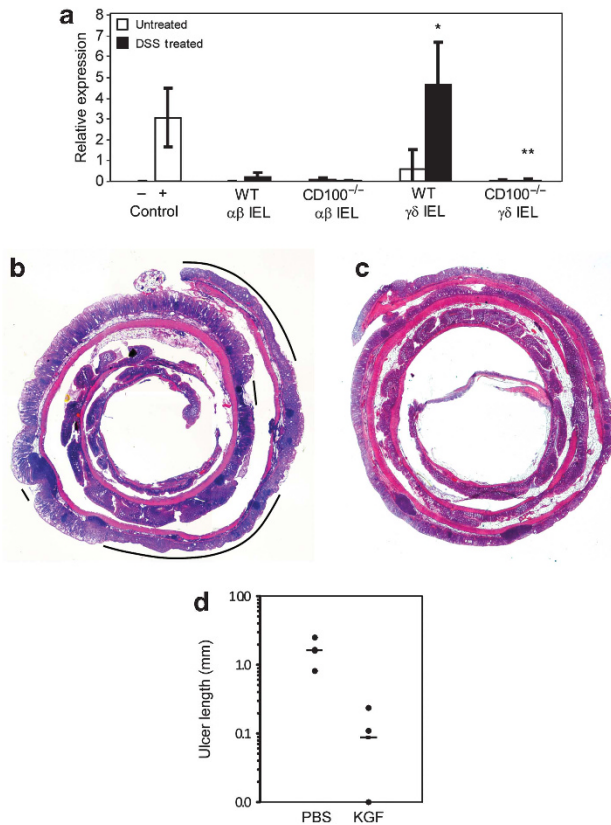 a
Untreated
DSS treated
Relative expression
8
7
6
5
4
3
2
1
0
*
**
– +
Control
WT
αβ IEL
CD100⁻/⁻
αβ IEL
WT
γδ IEL
CD100⁻/⁻
γδ IEL
b
c
d
Ulcer length (mm)
100
1.0
0.1
0.0
PBS KGF